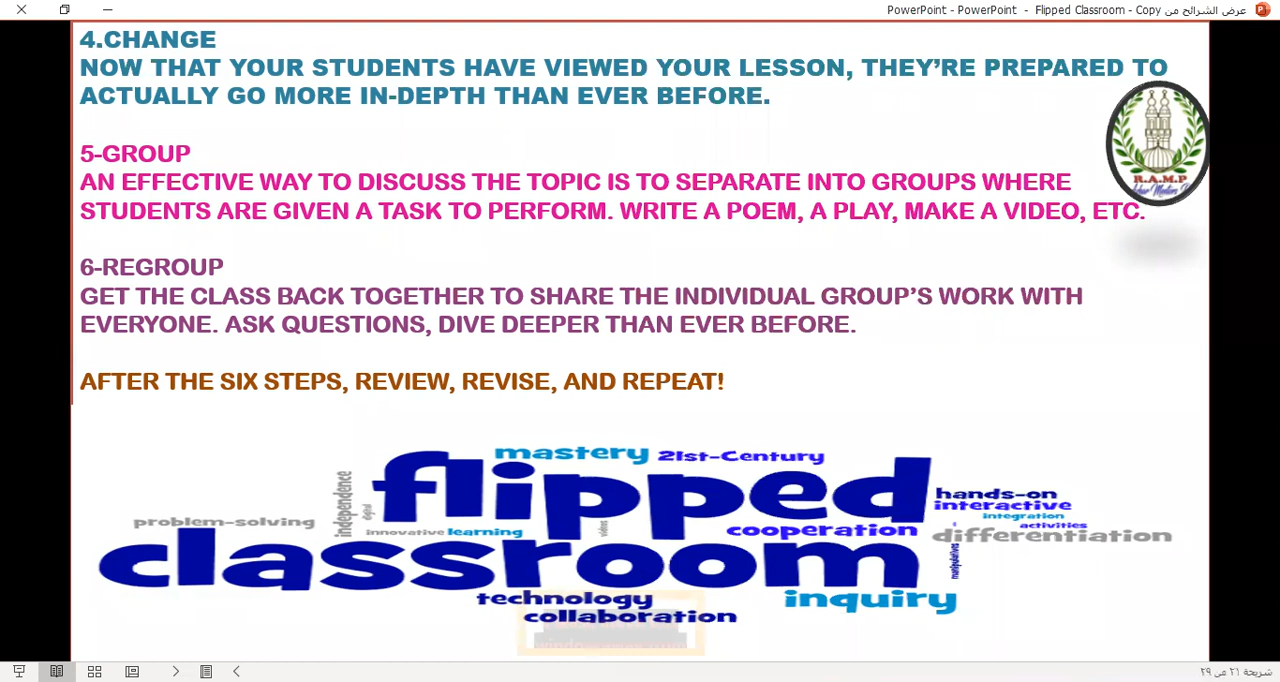 عرض الشرائح من PowerPoint - PowerPoint - Flipped Classroom - Copy
4.CHANGE
NOW THAT YOUR STUDENTS HAVE VIEWED YOUR LESSON, THEY'RE PREPARED TO
ACTUALLY GO MORE IN-DEPTH THAN EVER BEFORE.
5-GROUP
AN EFFECTIVE WAY TO DISCUSS THE TOPIC IS TO SEPARATE INTO GROUPS WHERE
STUDENTS ARE GIVEN A TASK TO PERFORM. WRITE A POEM, A PLAY, MAKE A VIDEO, ETC.
R.A.M.P
6-REGROUP
GET THE CLASS BACK TOGETHER TO SHARE THE INDIVIDUAL GROUP'S WORK WITH
EVERYONE. ASK QUESTIONS, DIVE DEEPER THAN EVER BEFORE.
AFTER THE SIX STEPS, REVIEW, REVISE, AND REPEAT!
mastery 21st-Century
flipped
independence
digital
hands-on
interactive
integration
activities
problem-solving
innovative learning
videos
cooperation
differentiation
classroom
manipulatives
technology
inquiry
collaboration
شريحة ٢١ من ٢٩